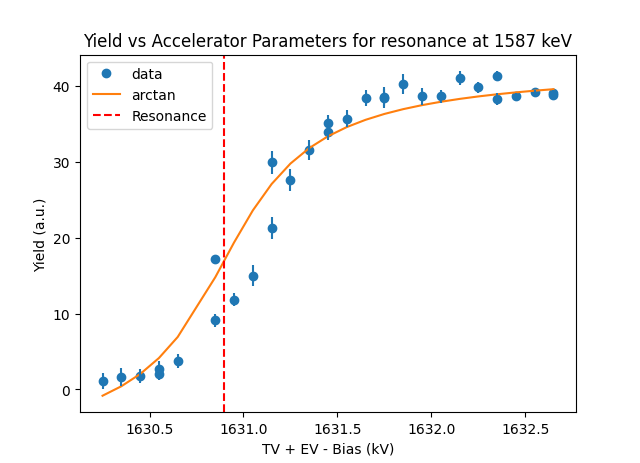 Yield vs Accelerator Parameters for resonance at 1587 keV
data
arctan
Resonance
Yield (a.u.)
40
30
20
10
0
1630.5 1631.0 1631.5 1632.0 1632.5
TV + EV - Bias (kV)